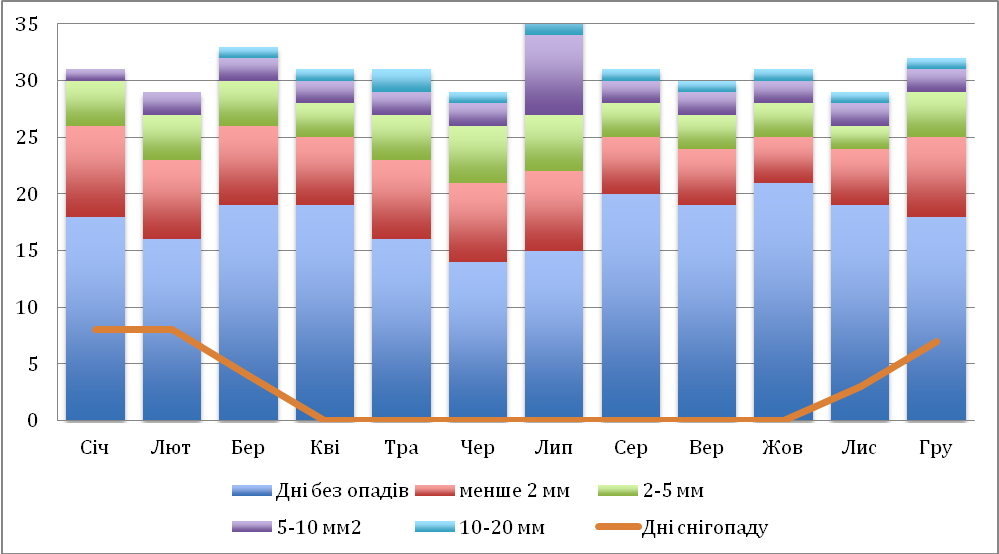 35
30
25
20
15
10
5
0
Січ Лют Бер Кві Тра Чер Лип Сер Вер Жов Лис Гру
Дні без опадів менше 2 мм 2-5 мм
5-10 мм2 10-20 мм Дні снігопаду